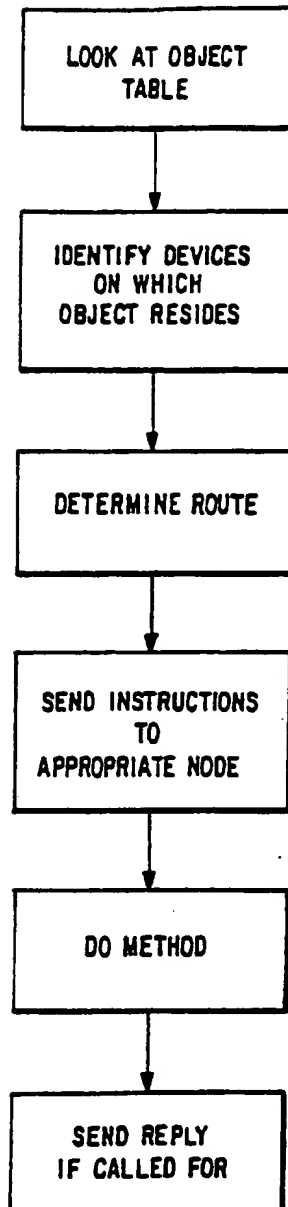 LOOK AT OBJECT
TABLE
IDENTIFY DEVICES
ON WHICH
OBJECT RESIDES
DETERMINE ROUTE
SEND INSTRUCTIONS
TO
APPROPRIATE NODE
DO METHOD
SEND REPLY
IF CALLED FOR